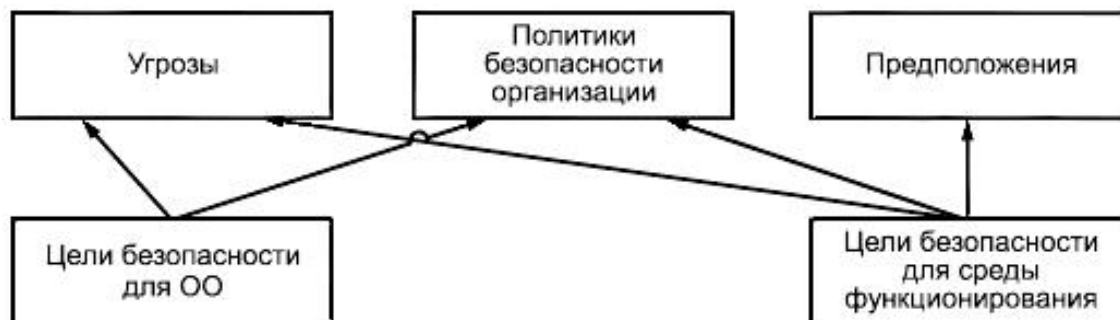 Угрозы
Политики
безопасности
организации
Предположения
Цели безопасности
для ОО
Цели безопасности
для среды
функционирования